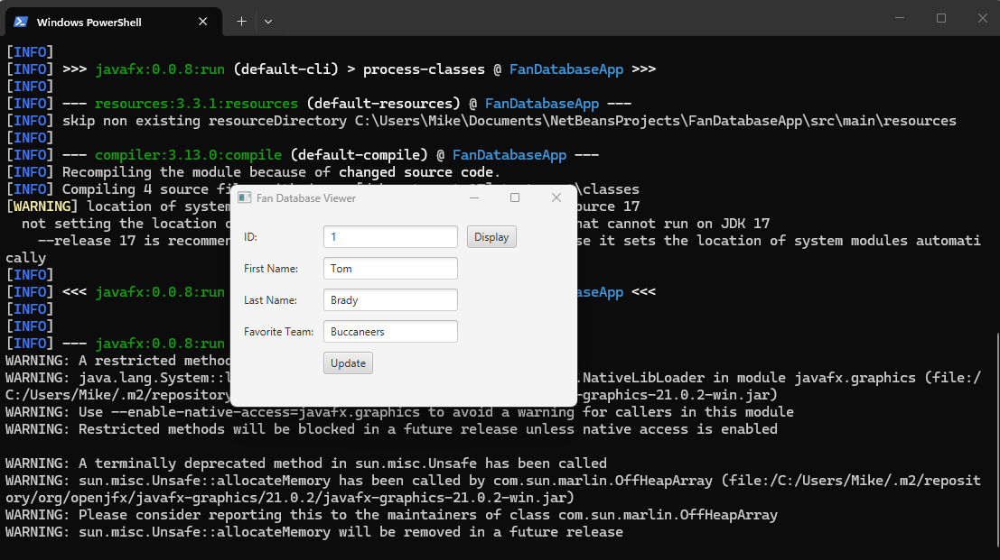 Windows PowerShell
[INFO]
[INFO] >>> javafx:0.0.8:run (default-cli) > process-classes @ FanDatabaseApp >>>
[INFO]
[INFO] --- resources:3.3.1:resources (default-resources) @ FanDatabaseApp ---
[INFO] skip non existing resourceDirectory C:\Users\Mike\Documents\NetBeansProjects\FanDatabaseApp\src\main\resources
[INFO]
[INFO] --- compiler:3.13.0:compile (default-compile) @ FanDatabaseApp ---
[INFO] Recompiling the module because of changed source code.
[INFO] Compiling 4 source \classes
[WARNING] location of system ource 17
not setting the location hat cannot run on JDK 17
--release 17 is recommen se it sets the location of system modules automati
cally
[INFO]
[INFO] <<< javafx:0.0.8:run aseApp <<<
[INFO]
[INFO]
[INFO] --- javafx:0.0.8:run
WARNING: A restricted method
WARNING: java.lang.System::l .NativeLibLoader in module javafx.graphics (file:/
C:/Users/Mike/.m2/repository -graphics-21.0.2-win.jar)
WARNING: Use --enable-native-access=javafx.graphics to avoid a warning for callers in this module
WARNING: Restricted methods will be blocked in a future release unless native access is enabled
WARNING: A terminally deprecated method in sun.misc.Unsafe has been called
WARNING: sun.misc.Unsafe::allocateMemory has been called by com.sun.marlin.OffHeapArray (file:/C:/Users/Mike/.m2/reposit
ory/org/openjfx/javafx-graphics/21.0.2/javafx-graphics-21.0.2-win.jar)
WARNING: Please consider reporting this to the maintainers of class com.sun.marlin.OffHeapArray
WARNING: sun.misc.Unsafe::allocateMemory will be removed in a future release
Fan Database Viewer
ID: 1 Display
First Name: Tom
Last Name: Brady
Favorite Team: Buccaneers
Update